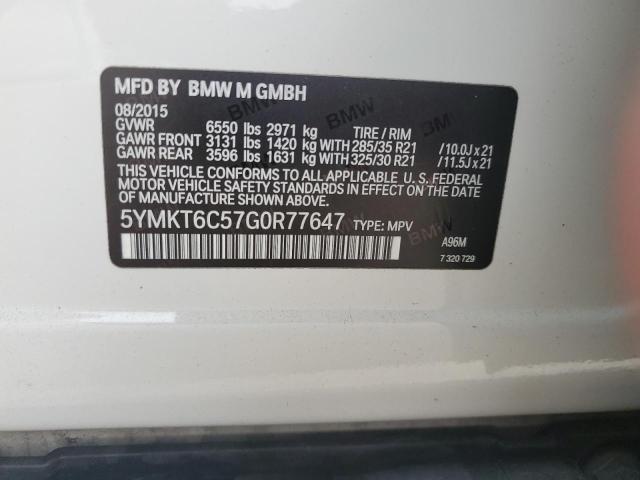 MFD BY BMW M GMBH
08/2015
GVWR 6550 lbs 2971 kg TIRE / RIM
GAWR FRONT 3131 lbs 1420 kg WITH 285/35 R21 / 10.0J x 21
GAWR REAR 3596 lbs 1631 kg WITH 325/30 R21 / 11.5J x 21
THIS VEHICLE CONFORMS TO ALL APPLICABLE U. S. FEDERAL
MOTOR VEHICLE SAFETY STANDARDS IN EFFECT ON THE DATE
OF MANUFACTURE SHOWN ABOVE.
5YMKT6C57G0R77647 TYPE: MPV
A96M
7 320 729